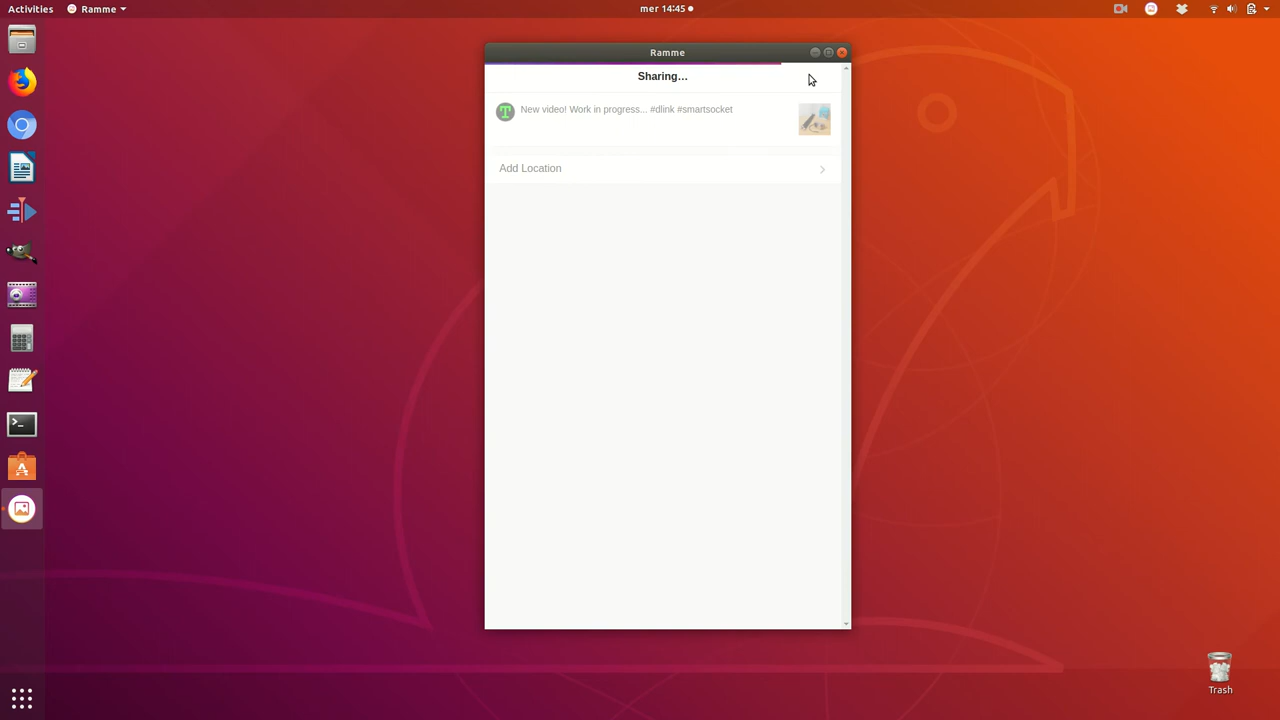 Activities
Ramme
mer 14:45
Ramme
Sharing...
New video! Work in progress... #dlink #smartsocket
Add Location
Trash